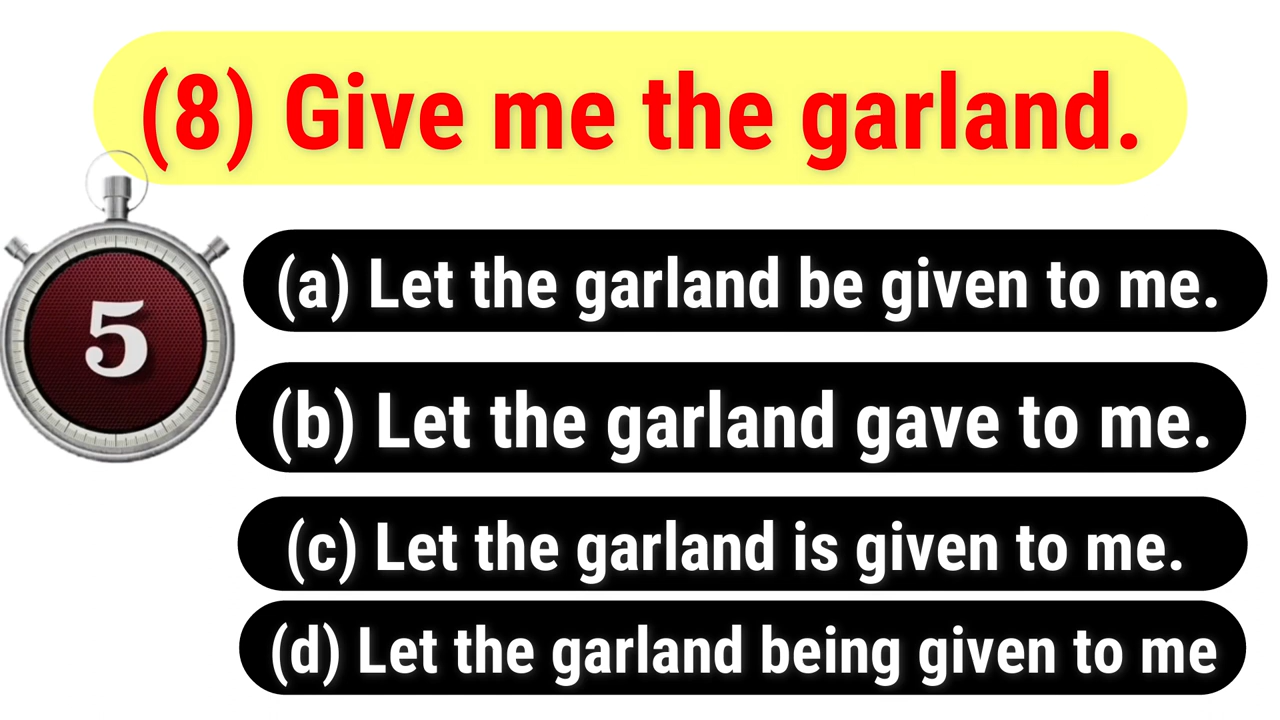 (8) Give me the garland.
5
(a) Let the garland be given to me.
(b) Let the garland gave to me.
(c) Let the garland is given to me.
(d) Let the garland being given to me